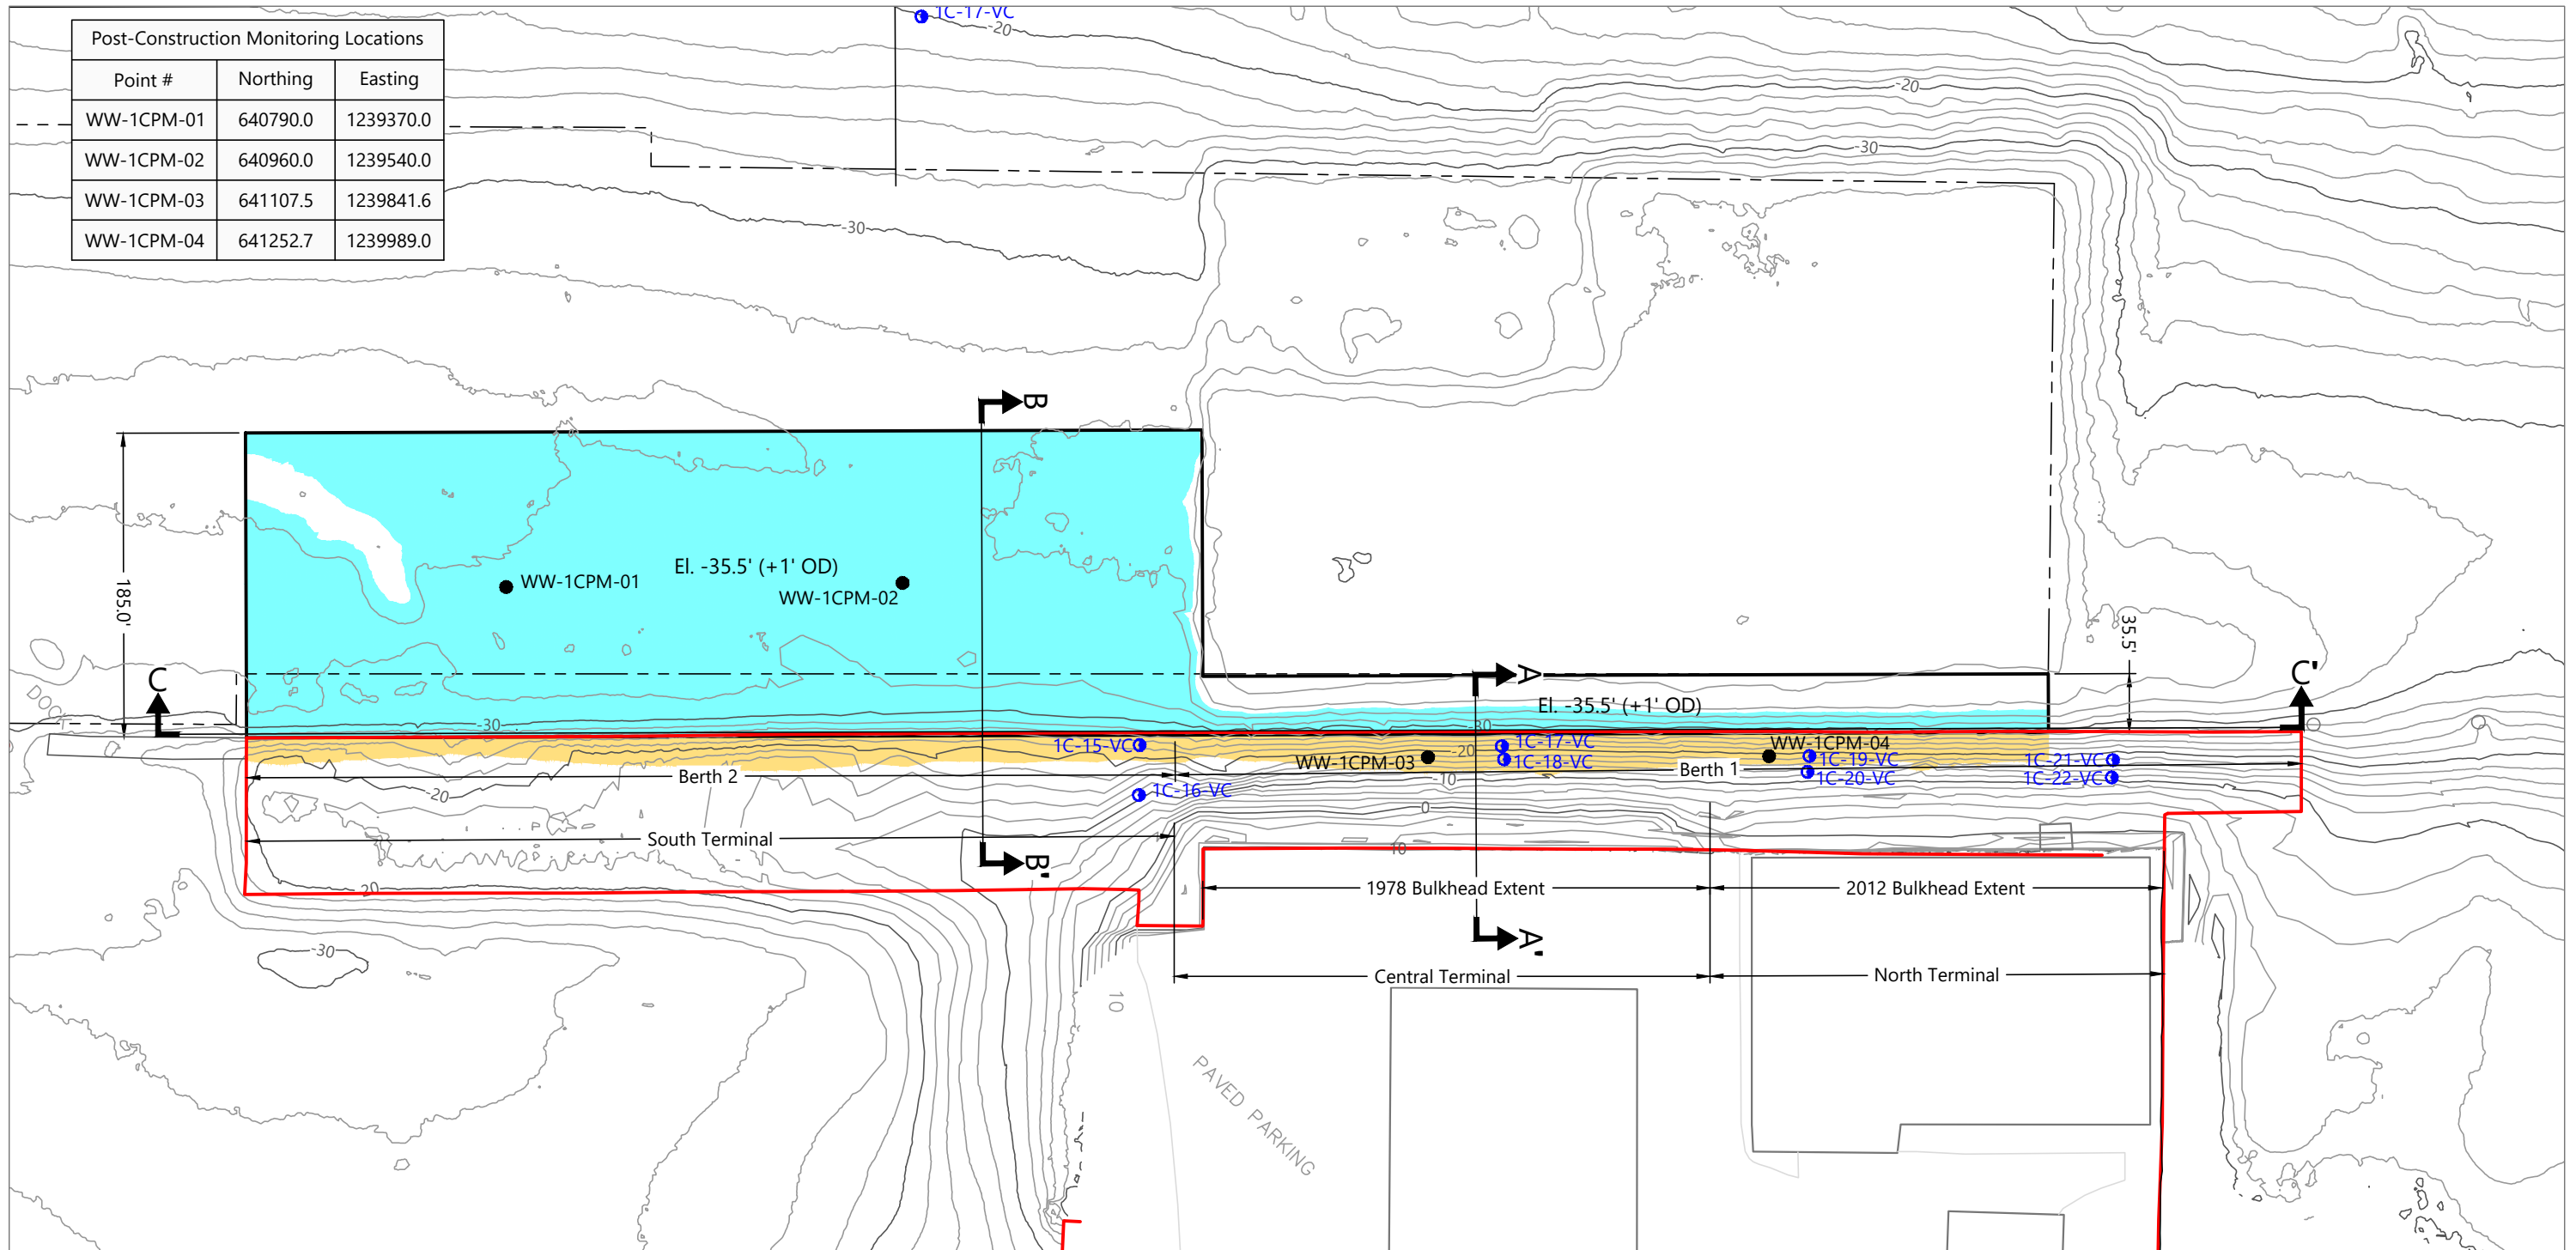 1C-17-VC
-20
Post-Construction Monitoring Locations
Point # Northing Easting
WW-1CPM-01 640790.0 1239370.0
WW-1CPM-02 640960.0 1239540.0
WW-1CPM-03 641107.5 1239841.6
WW-1CPM-04 641252.7 1239989.0
-20
-30
-30
B
El. -35.5' (+1' OD)
WW-1CPM-01
WW-1CPM-02
185.0'
35.5'
C
A
C'
DOCK
El. -35.5' (+1' OD)
-30
-30
1C-15-VC
1C-17-VC
WW-1CPM-04
-20
WW-1CPM-03
1C-18-VC
1C-19-VC
1C-21-VC
Berth 2
Berth 1
-10
1C-20-VC
1C-22-VC
-20
1C-16-VC
0
South Terminal
10
B'
-20
1978 Bulkhead Extent
2012 Bulkhead Extent
-30
A'
Central Terminal
North Terminal
10
PAVED PARKING